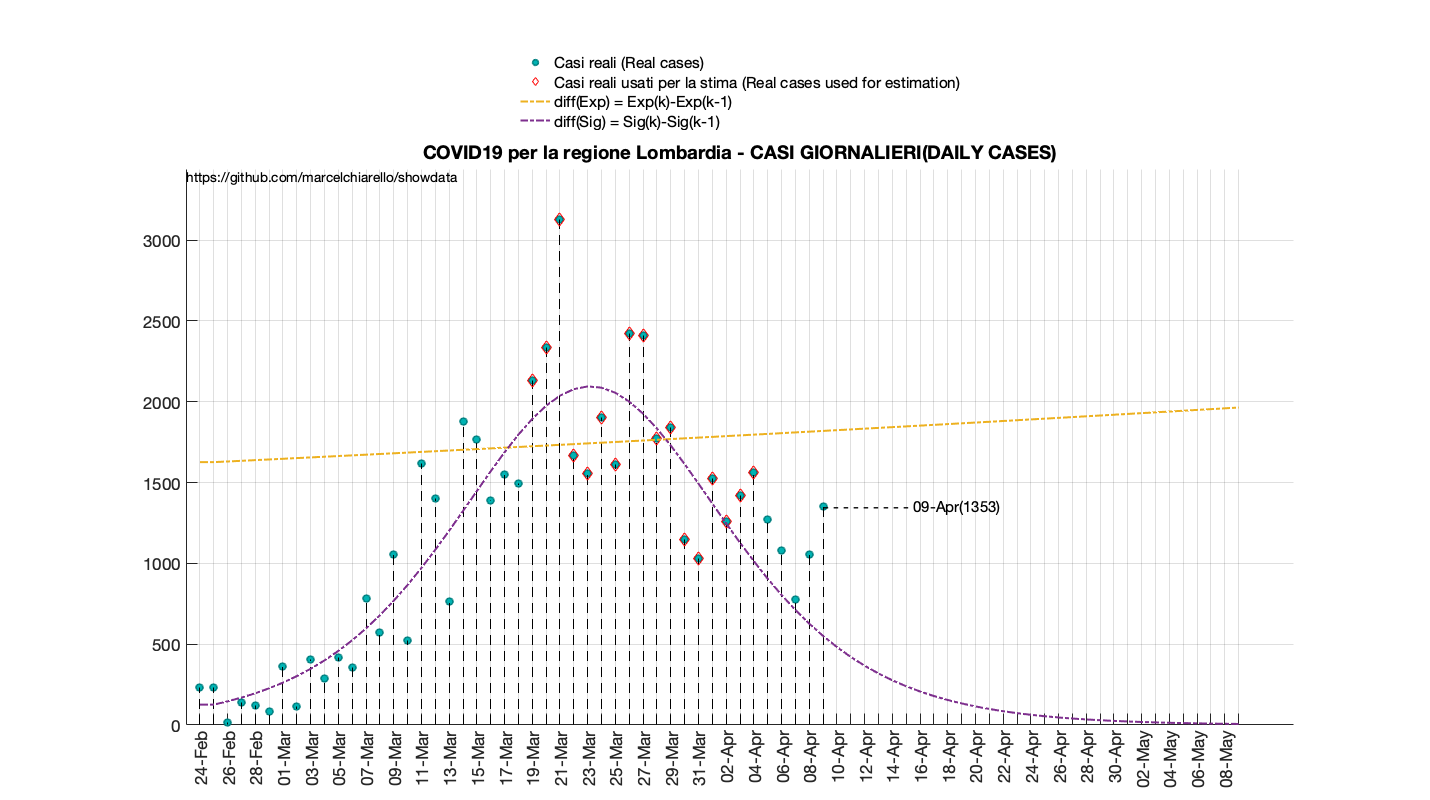 Casi reali (Real cases)
Casi reali usati per la stima (Real cases used for estimation)
diff(Exp) = Exp(k)-Exp(k-1)
diff(Sig) = Sig(k)-Sig(k-1)
COVID19 per la regione Lombardia - CASI GIORNALIERI(DAILY CASES)
https://github.com/marcelchiarello/showdata
3000
2500
2000
1500
1000
500
0
09-Apr(1353)
24-Feb
26-Feb
28-Feb
01-Mar
03-Mar
05-Mar
07-Mar
09-Mar
11-Mar
13-Mar
15-Mar
17-Mar
19-Mar
21-Mar
23-Mar
25-Mar
27-Mar
29-Mar
31-Mar
02-Apr
04-Apr
06-Apr
08-Apr
10-Apr
12-Apr
14-Apr
16-Apr
18-Apr
20-Apr
22-Apr
24-Apr
26-Apr
28-Apr
30-Apr
02-May
04-May
06-May
08-May